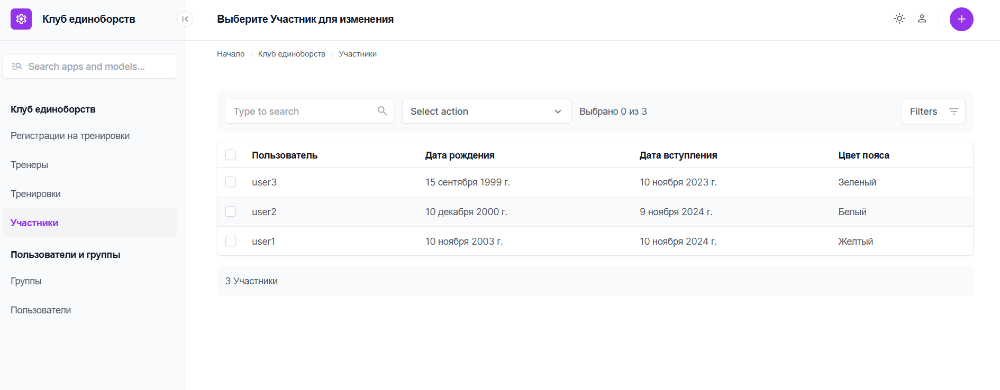 Клуб единоборств
Выберите Участник для изменения
Начало / Клуб единоборств / Участники
Search apps and models...
Клуб единоборств
Регистрации на тренировки
Тренеры
Тренировки
Участники
Пользователи и группы
Группы
Пользователи
Type to search
Select action
Выбрано 0 из 3
Filters
Пользователь Дата рождения Дата вступления Цвет пояса
user3 15 сентября 1999 г. 10 ноября 2023 г. Зеленый
user2 10 декабря 2000 г. 9 ноября 2024 г. Белый
user1 10 ноября 2003 г. 10 ноября 2024 г. Желтый
3 Участники